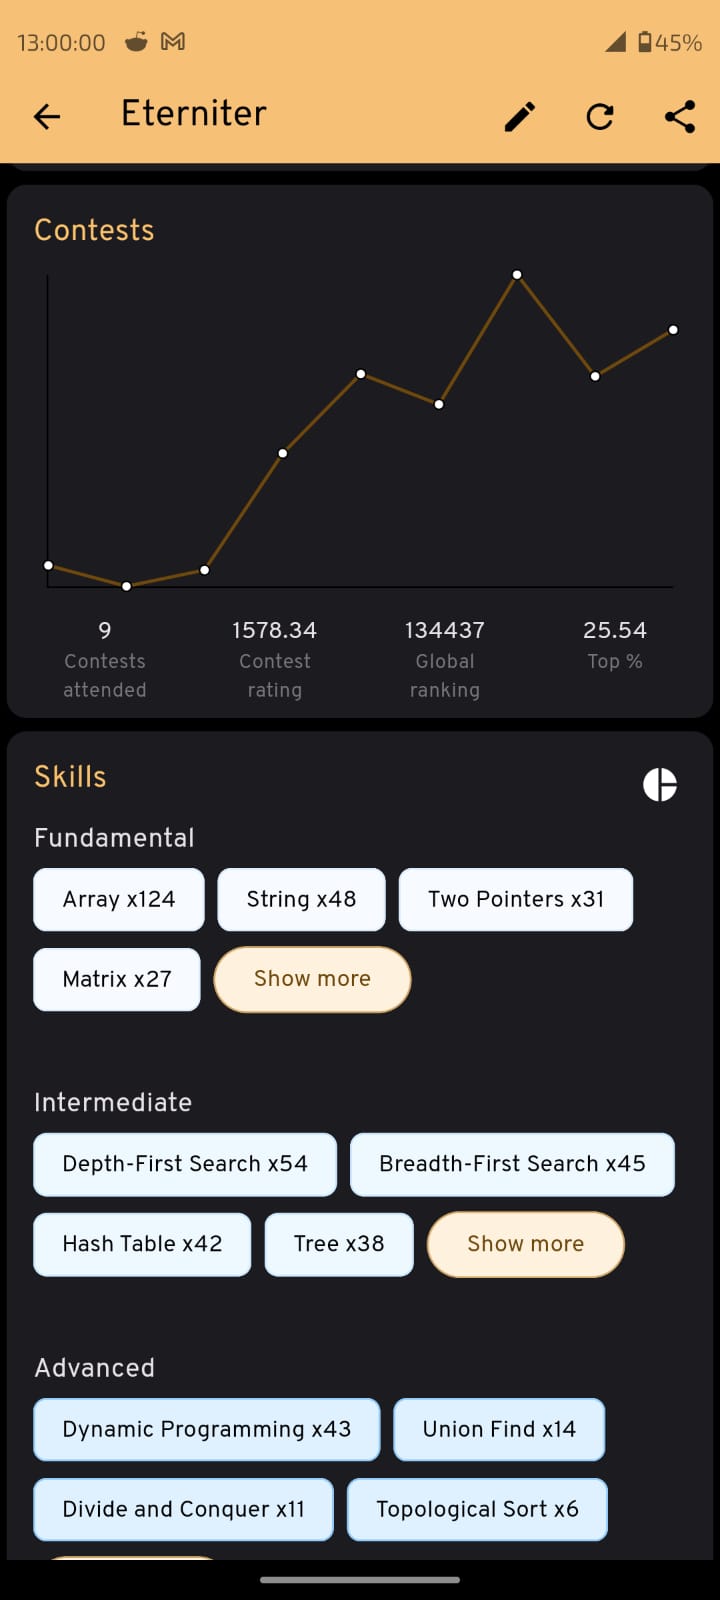 13:00:00 45%
Eterniter
Contests
9 1578.34 134437 25.54
Contests Contest Global Top %
attended rating ranking
Skills
Fundamental
Array x124 String x48 Two Pointers x31
Matrix x27 Show more
Intermediate
Depth-First Search x54 Breadth-First Search x45
Hash Table x42 Tree x38 Show more
Advanced
Dynamic Programming x43 Union Find x14
Divide and Conquer x11 Topological Sort x6